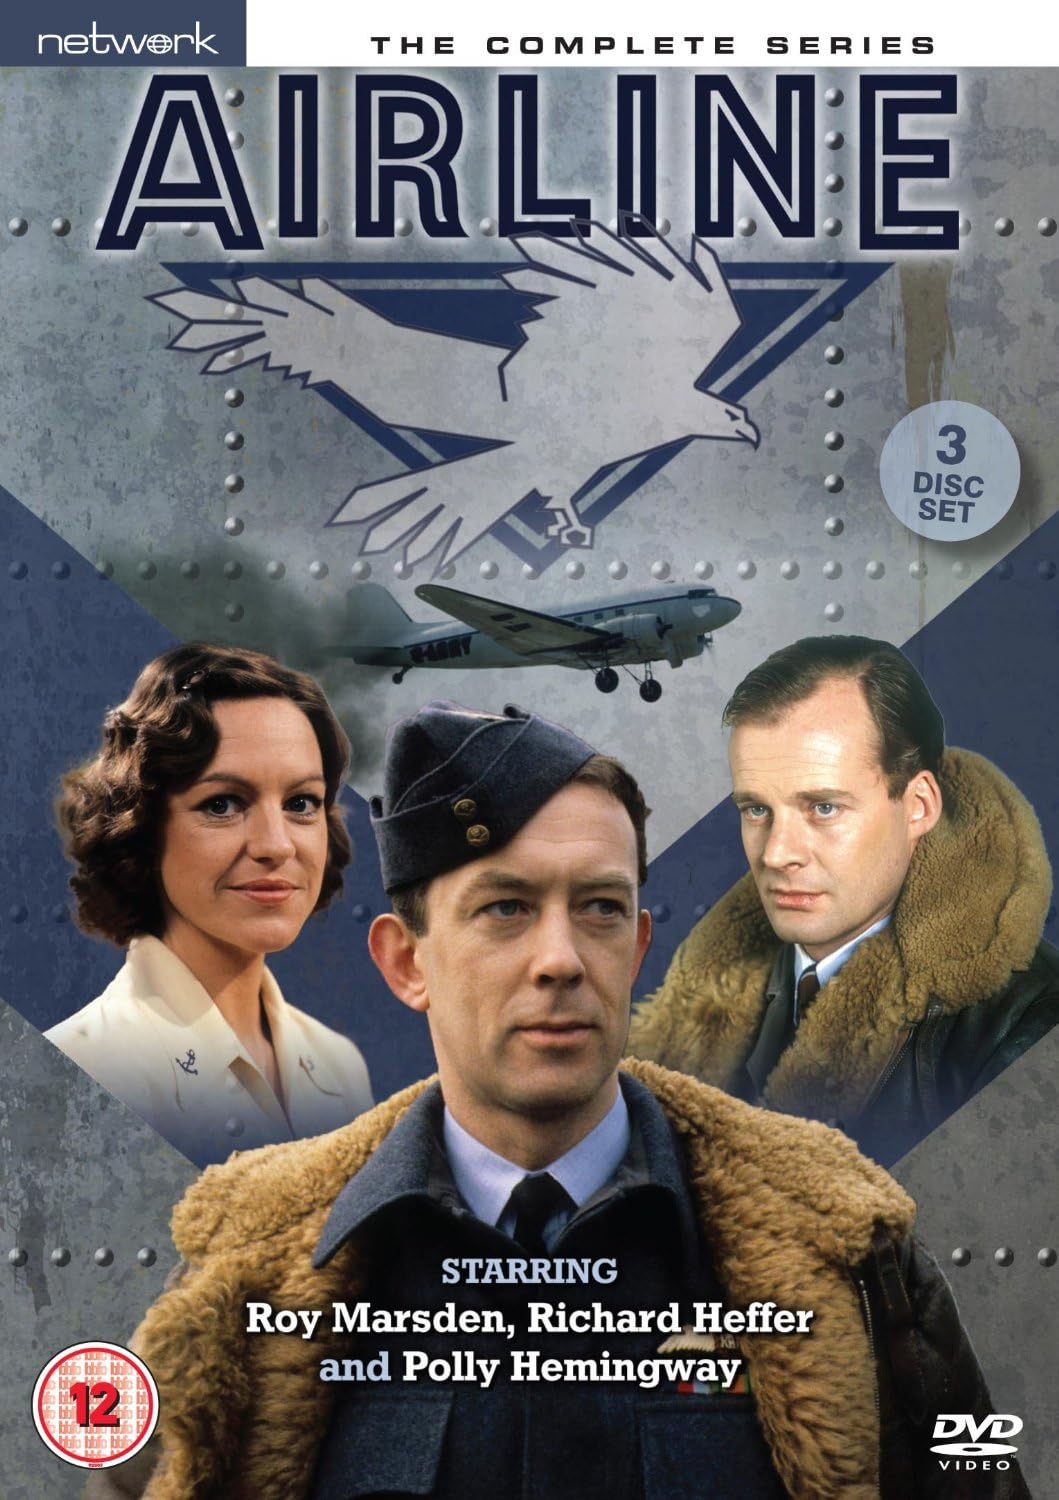 network
THE COMPLETE SERIES
AIRLINE
3
DISC
SET
STARRING
Roy Marsden, Richard Heffer
and Polly Hemingway
12
DVD
VIDEO